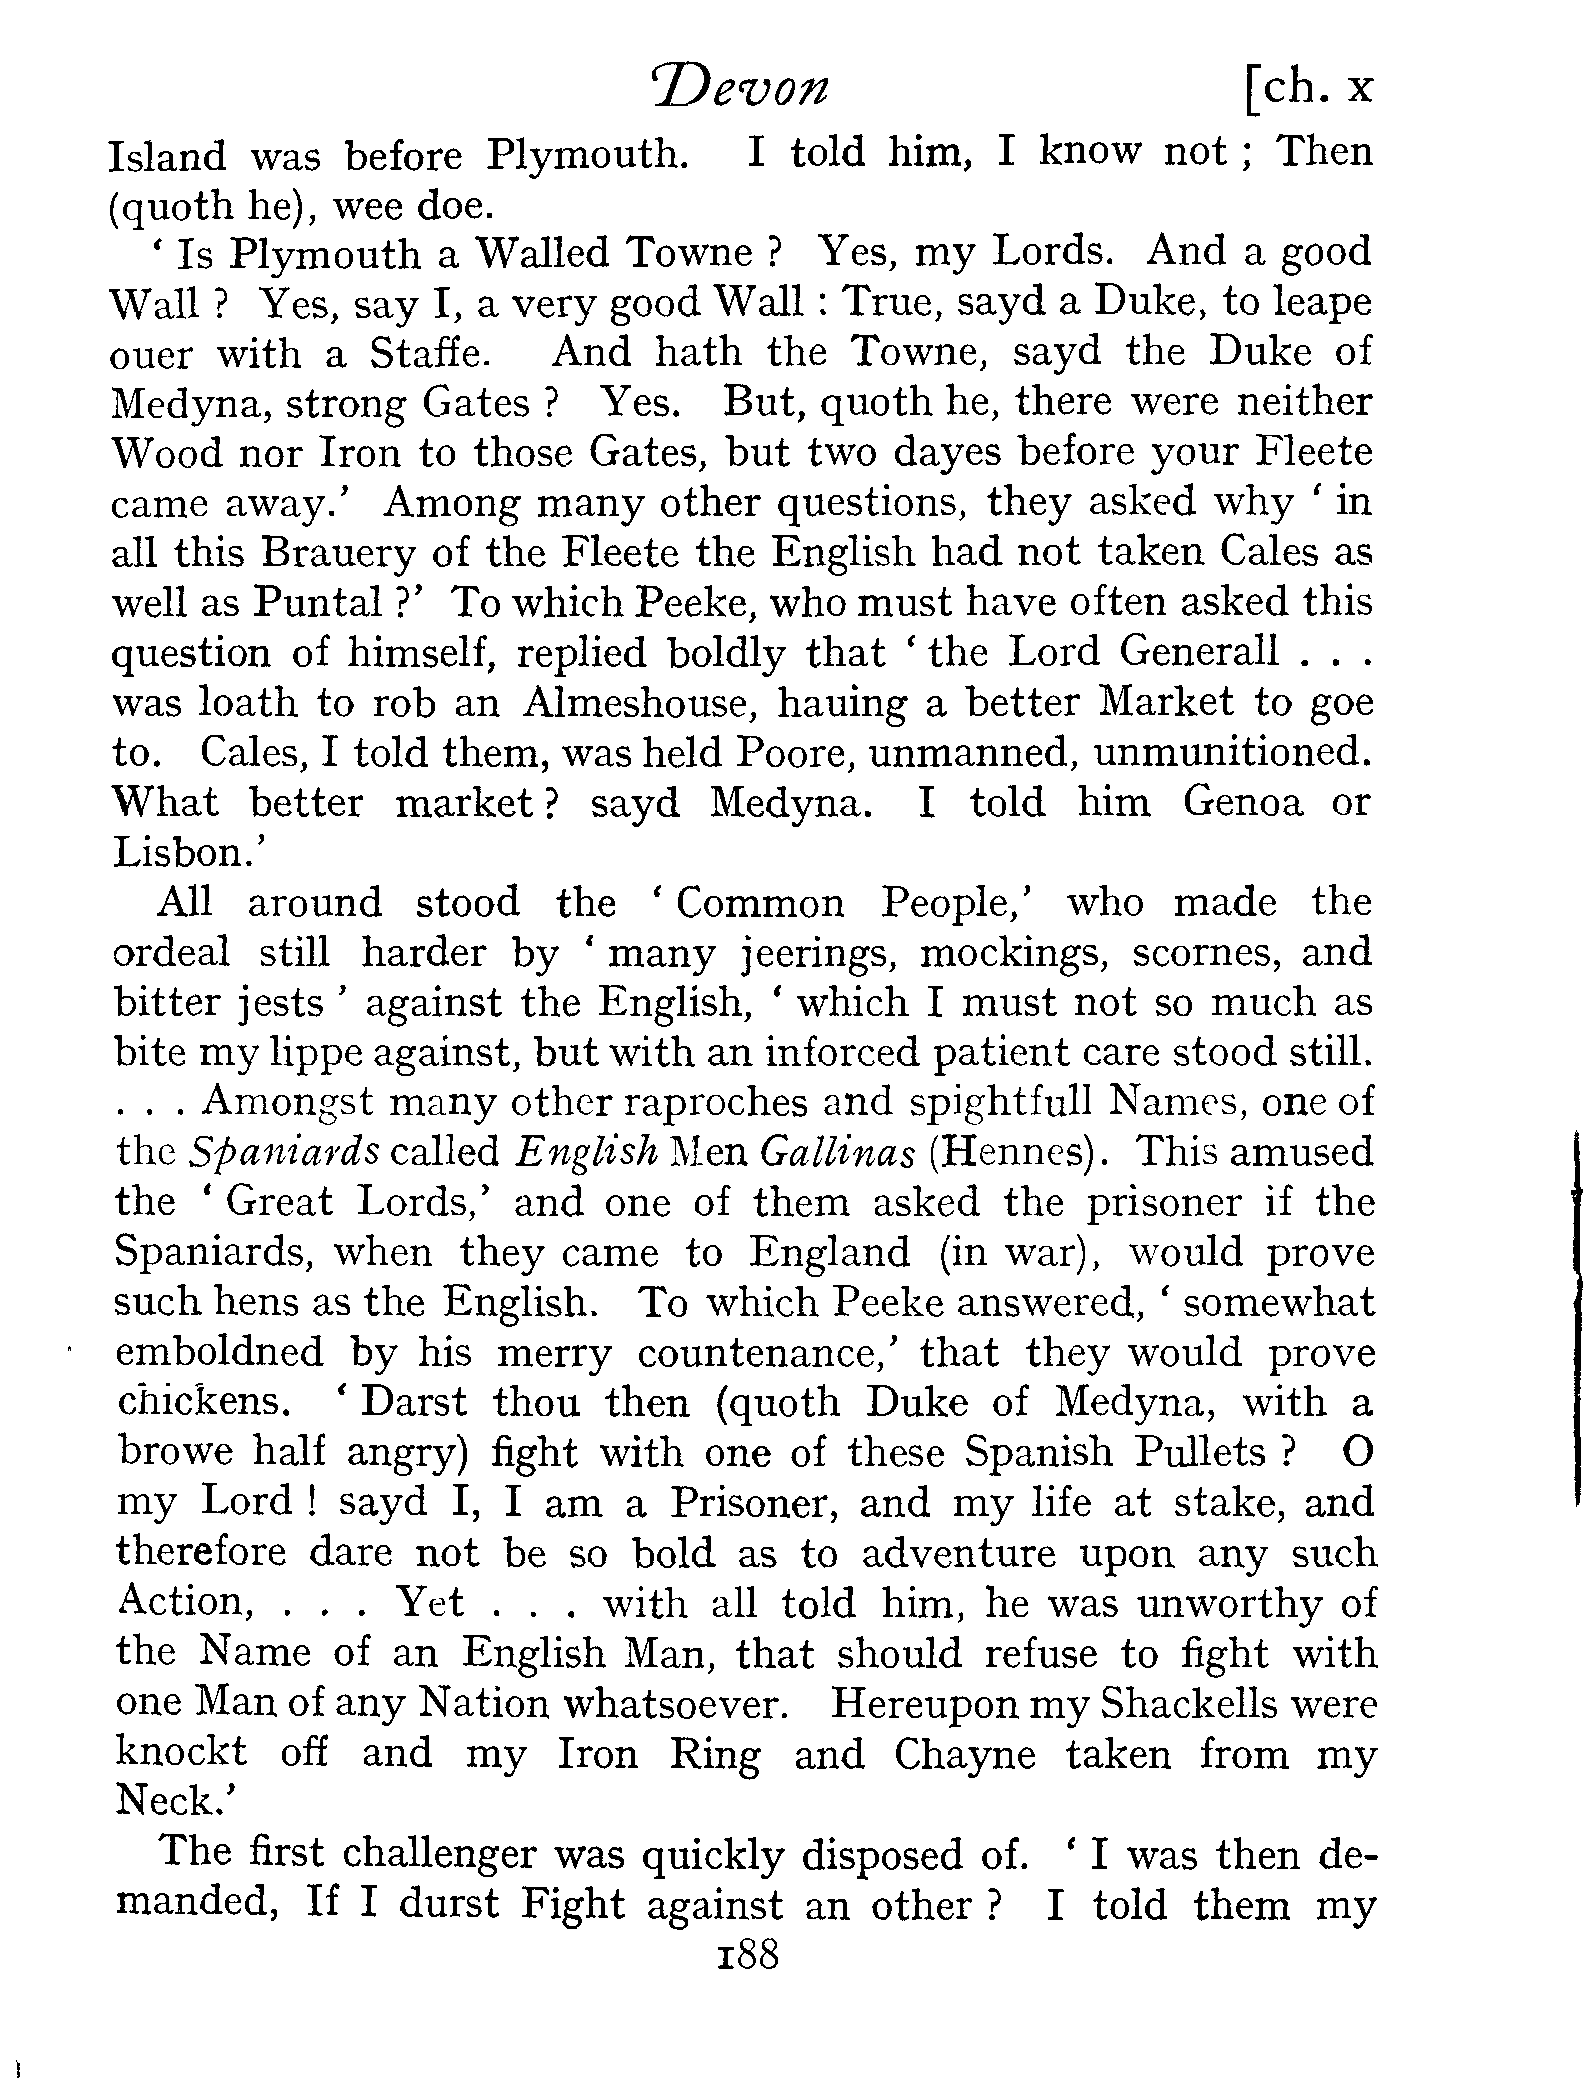 Devon [ch. x
Island was before Plymouth. I told him, I know not ; Then
(quoth he), wee doe.
‘ Is Plymouth a Walled Towne ? Yes, my Lords. And a good
Wall ? Yes, say I, a very good Wall : True, sayd a Duke, to leape
ouer with a Staffe. And hath the Towne, sayd the Duke of
Medyna, strong Gates ? Yes. But, quoth he, there were neither
Wood nor Iron to those Gates, but two dayes before your Fleete
came away.’ Among many other questions, they asked why ‘ in
all this Brauery of the Fleete the English had not taken Cales as
well as Puntal ?’ To which Peeke, who must have often asked this
question of himself, replied boldly that ‘ the Lord Generall . . .
was loath to rob an Almeshouse, hauing a better Market to goe
to. Cales, I told them, was held Poore, unmanned, unmunitioned.
What better market ? sayd Medyna. I told him Genoa or
Lisbon.’
All around stood the ‘ Common People,’ who made the
ordeal still harder by ‘ many jeerings, mockings, scornes, and
bitter jests ’ against the English, ‘ which I must not so much as
bite my lippe against, but with an inforced patient care stood still.
. . . Amongst many other raproches and spightfull Names, one of
the Spaniards called English Men Gallinas (Hennes). This amused
the ‘ Great Lords,’ and one of them asked the prisoner if the
Spaniards, when they came to England (in war), would prove
such hens as the English. To which Peeke answered, ‘ somewhat
emboldned by his merry countenance,’ that they would prove
chickens. ‘ Darst thou then (quoth Duke of Medyna, with a
browe half angry) fight with one of these Spanish Pullets ? O
my Lord ! sayd I, I am a Prisoner, and my life at stake, and
therefore dare not be so bold as to adventure upon any such
Action, . . . Yet . . . with all told him, he was unworthy of
the Name of an English Man, that should refuse to fight with
one Man of any Nation whatsoever. Hereupon my Shackells were
knockt off and my Iron Ring and Chayne taken from my
Neck.’
The first challenger was quickly disposed of. ‘ I was then de-
manded, If I durst Fight against an other ? I told them my
188